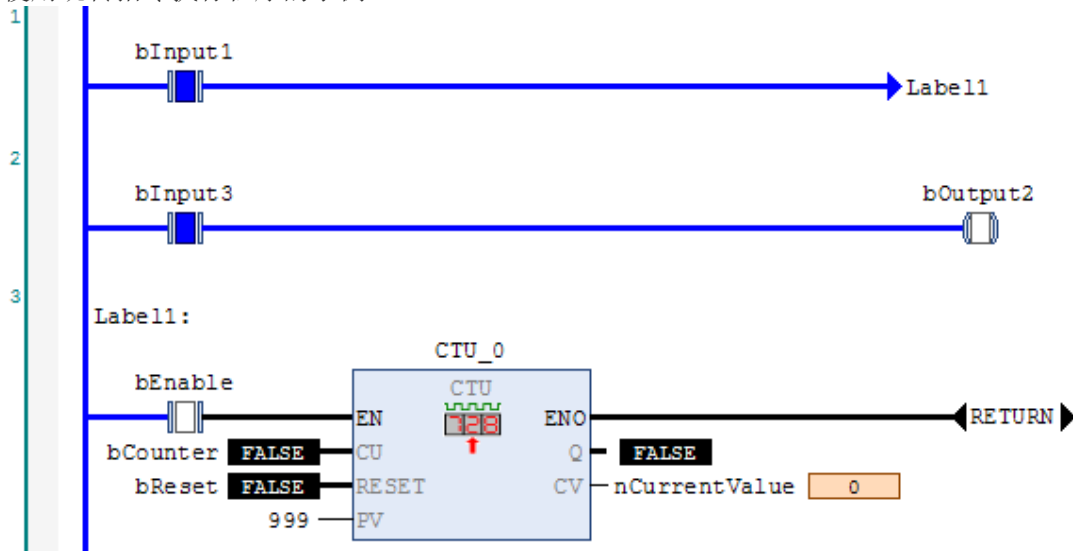 1
bInput1
Label1
2
bInput3
bOutput2
3
Label1:
CTU_0
bEnable
CTU
728
EN
ENO
RETURN
bCounter FALSE
CU
Q
FALSE
bReset FALSE
RESET
CV
nCurrentValue 0
999
PV